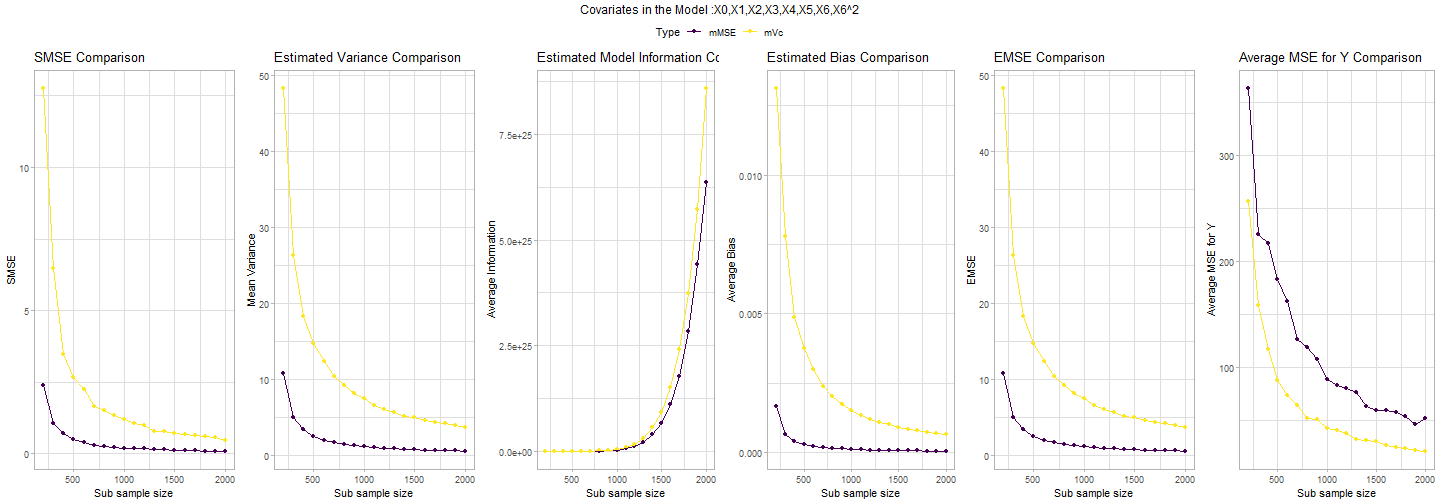 Covariates in the Model :X0,X1,X2,X3,X4,X5,X6,X6^2
Type mMSE mVc
SMSE Comparison
10
5
0
SMSE
500 1000 1500 2000
Sub sample size
Estimated Variance Comparison
50
40
30
20
10
0
Mean Variance
500 1000 1500 2000
Sub sample size
Estimated Model Information Co
7.5e+25
5.0e+25
2.5e+25
0.0e+00
Average Information
500 1000 1500 2000
Sub sample size
Estimated Bias Comparison
0.010
0.005
0.000
Average Bias
500 1000 1500 2000
Sub sample size
EMSE Comparison
50
40
30
20
10
0
EMSE
500 1000 1500 2000
Sub sample size
Average MSE for Y Comparison
300
200
100
Average MSE for Y
500 1000 1500 2000
Sub sample size